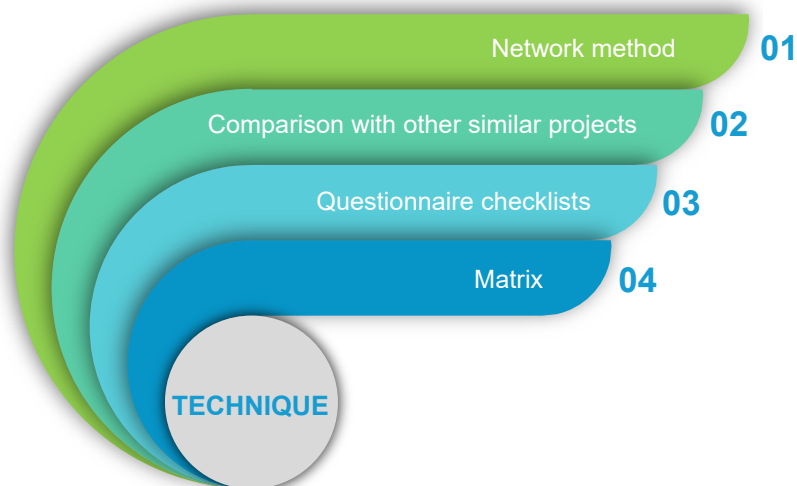 Network method 01
Comparison with other similar projects 02
Questionnaire checklists 03
Matrix 04
TECHNIQUE